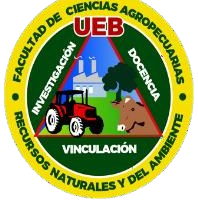 FACULTAD DE CIENCIAS AGROPECUARIAS
UEB
INVESTIGACIÓN
DOCENCIA
VINCULACIÓN
RECURSOS NATURALES Y DEL AMBIENTE